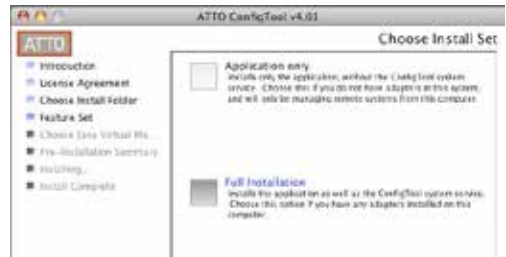 ATTO ConfigTool v4.01
ATTO
Choose Install Set
Introduction
License Agreement
Choose Install Folder
Feature Set
Choose Java Virtual Ma...
Pre-Installation Summary
Installing...
Install Complete
Application only
Installs only the application, without the ConfigTool system
service. Choose this if you do not have adapters in this system,
and will only be managing remote systems from this computer.
Full Installation
Installs the application as well as the ConfigTool system service.
Choose this option if you have any adapters installed on this
computer.